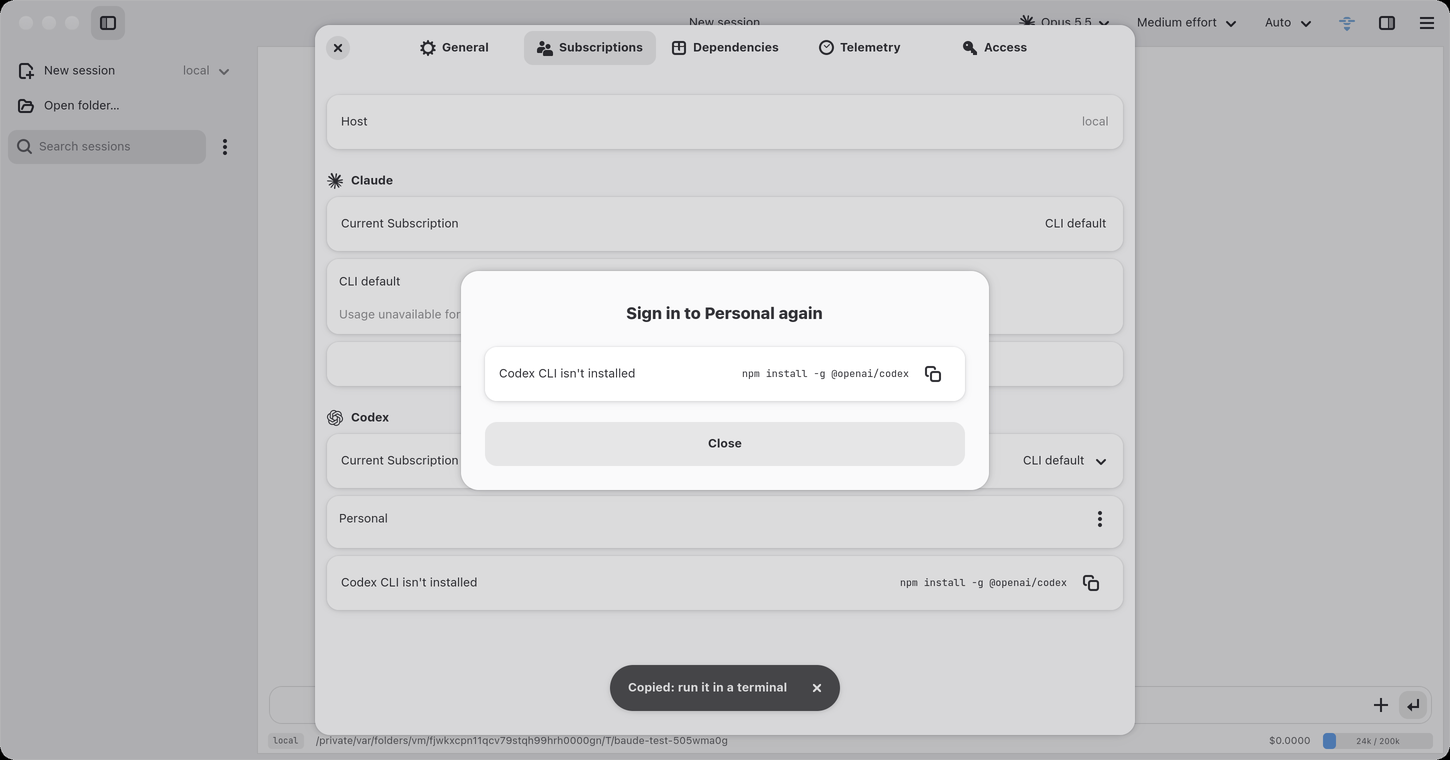 New session
Opus 5.5
Medium effort
Auto
New session
local
Open folder...
Search sessions
General
Subscriptions
Dependencies
Telemetry
Access
Host
local
Claude
Current Subscription
CLI default
CLI default
Usage unavailable for
Sign in to Personal again
Codex CLI isn't installed
npm install -g @openai/codex
Close
Codex
Current Subscription
CLI default
Personal
Codex CLI isn't installed
npm install -g @openai/codex
Copied: run it in a terminal
local
/private/var/folders/vm/fjwkxcpn11qcv79stqh99hrh0000gn/T/baude-test-505wma0g
$0.0000
24k / 200k